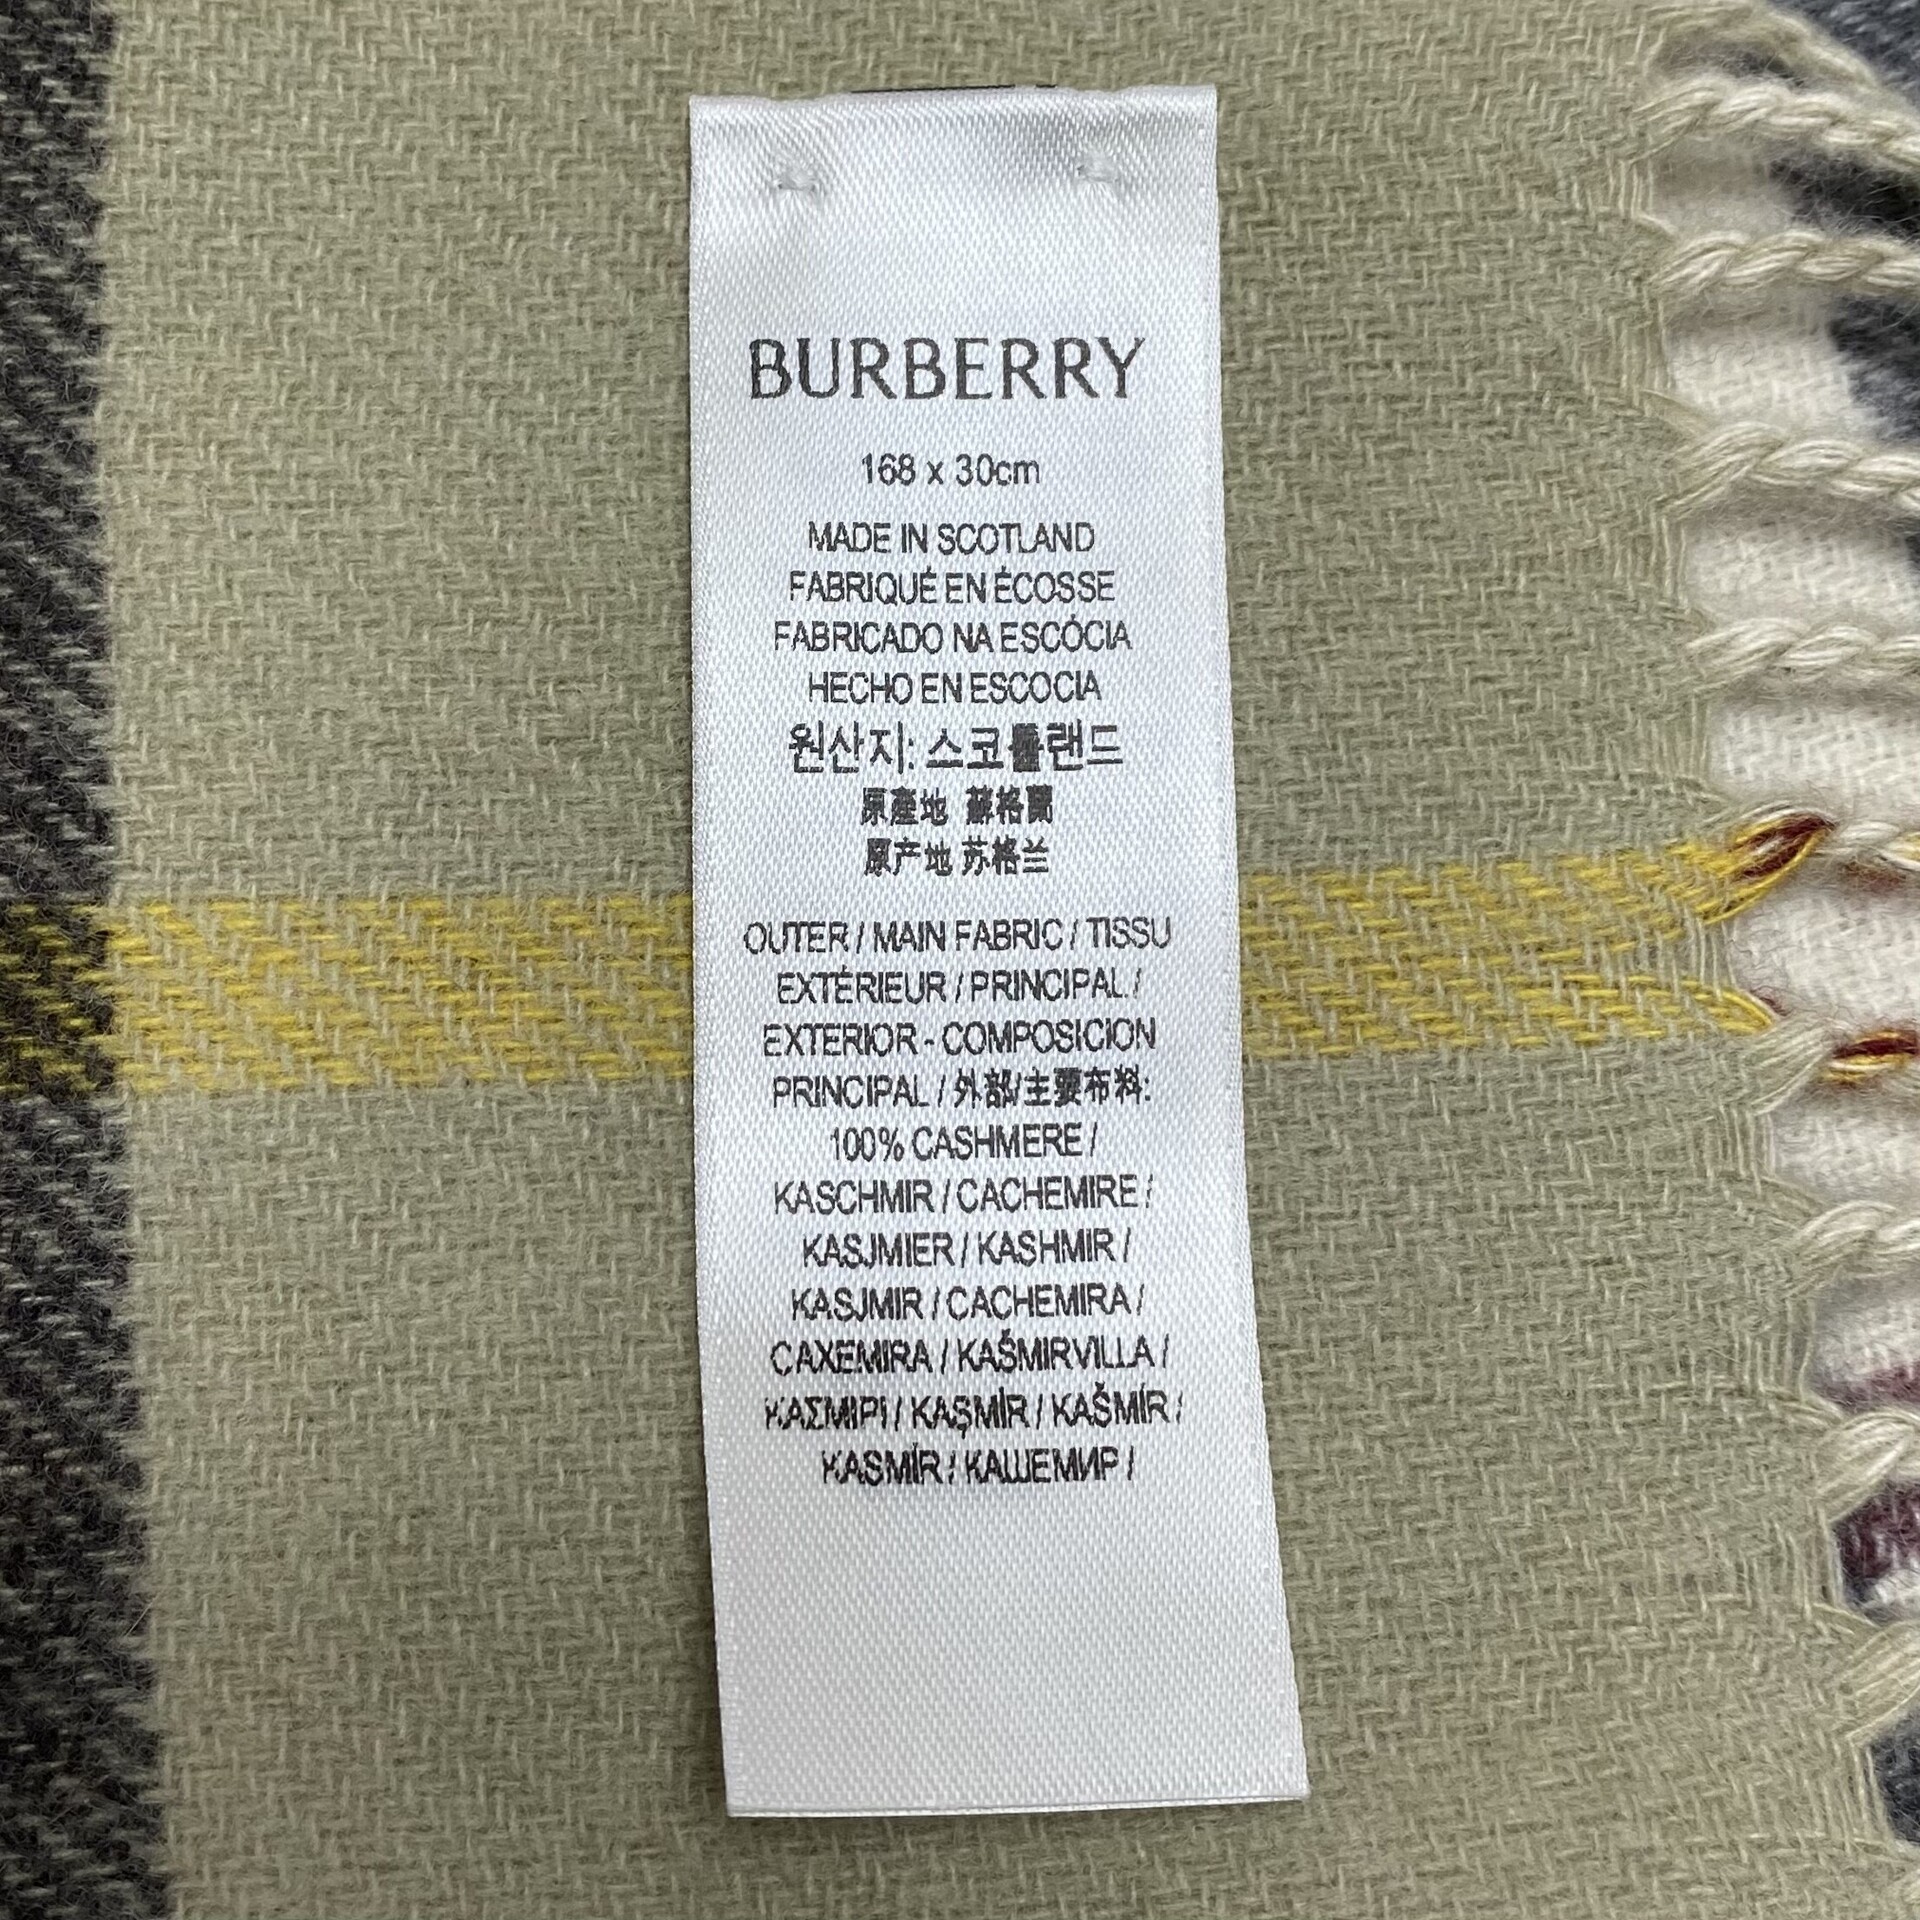 BURBERRY
168 x 30cm
MADE IN SCOTLAND
FABRIQUÉ EN ÉCOSSE
FABRICADO NA ESCÓCIA
HECHO EN ESCOCIA
원산지: 스코틀랜드
原產地 蘇格蘭
原产地 苏格兰
OUTER / MAIN FABRIC / TISSU
EXTÉRIEUR / PRINCIPAL /
EXTERIOR - COMPOSICION
PRINCIPAL / 外部/主要布料:
100% CASHMERE /
KASCHMIR / CACHEMIRE /
KASJMIER / KASHMIR /
KASJMIR / CACHEMIRA /
CAXEMIRA / KAŠMIRVILLA /
ΚΑΣΜΙΡΙ / KAŞMİR / KAŠMÍR /
KASMÍR / КАШЕМИР /